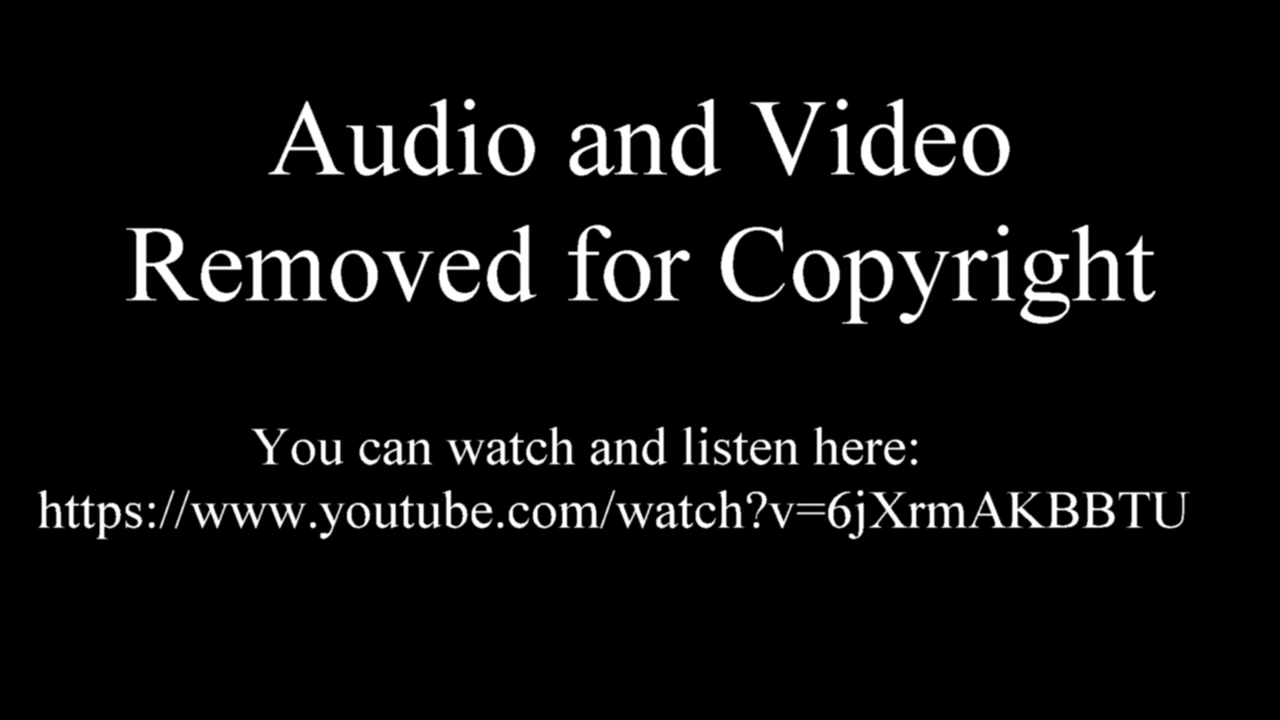 Audio and Video
Removed for Copyright
You can watch and listen here:
https://www.youtube.com/watch?v=6jXrmAKBBTU